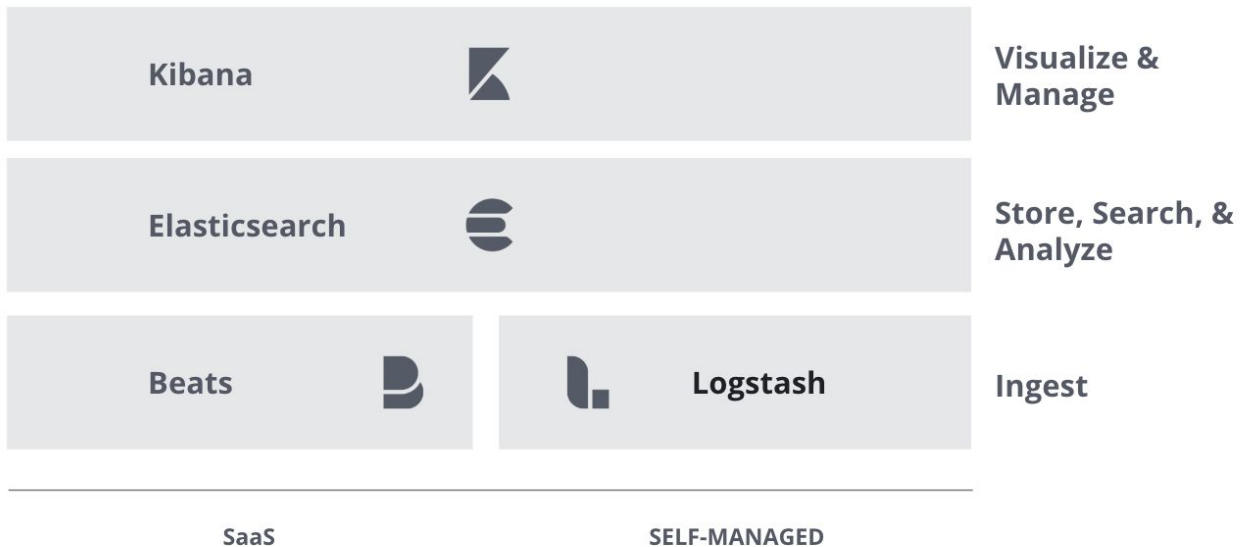 Kibana
Visualize &
Manage
Elasticsearch
Store, Search, &
Analyze
Beats
Logstash
Ingest
SaaS
SELF-MANAGED